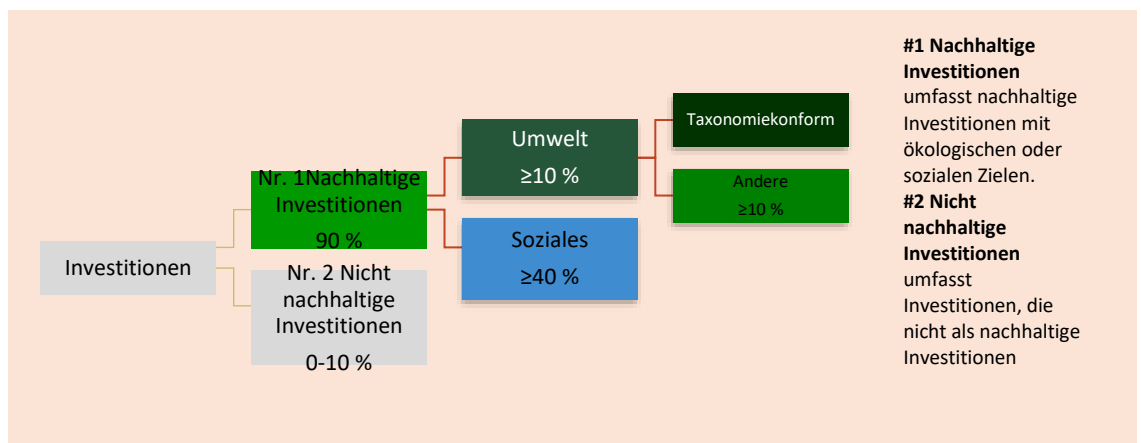 Investitionen
Nr. 1Nachhaltige
Investitionen
90 %
Nr. 2 Nicht
nachhaltige
Investitionen
0-10 %
Umwelt
≥10 %
Soziales
≥40 %
Taxonomiekonform
Andere
≥10 %
#1 Nachhaltige
Investitionen
umfasst nachhaltige
Investitionen mit
ökologischen oder
sozialen Zielen.
#2 Nicht
nachhaltige
Investitionen
umfasst
Investitionen, die
nicht als nachhaltige
Investitionen